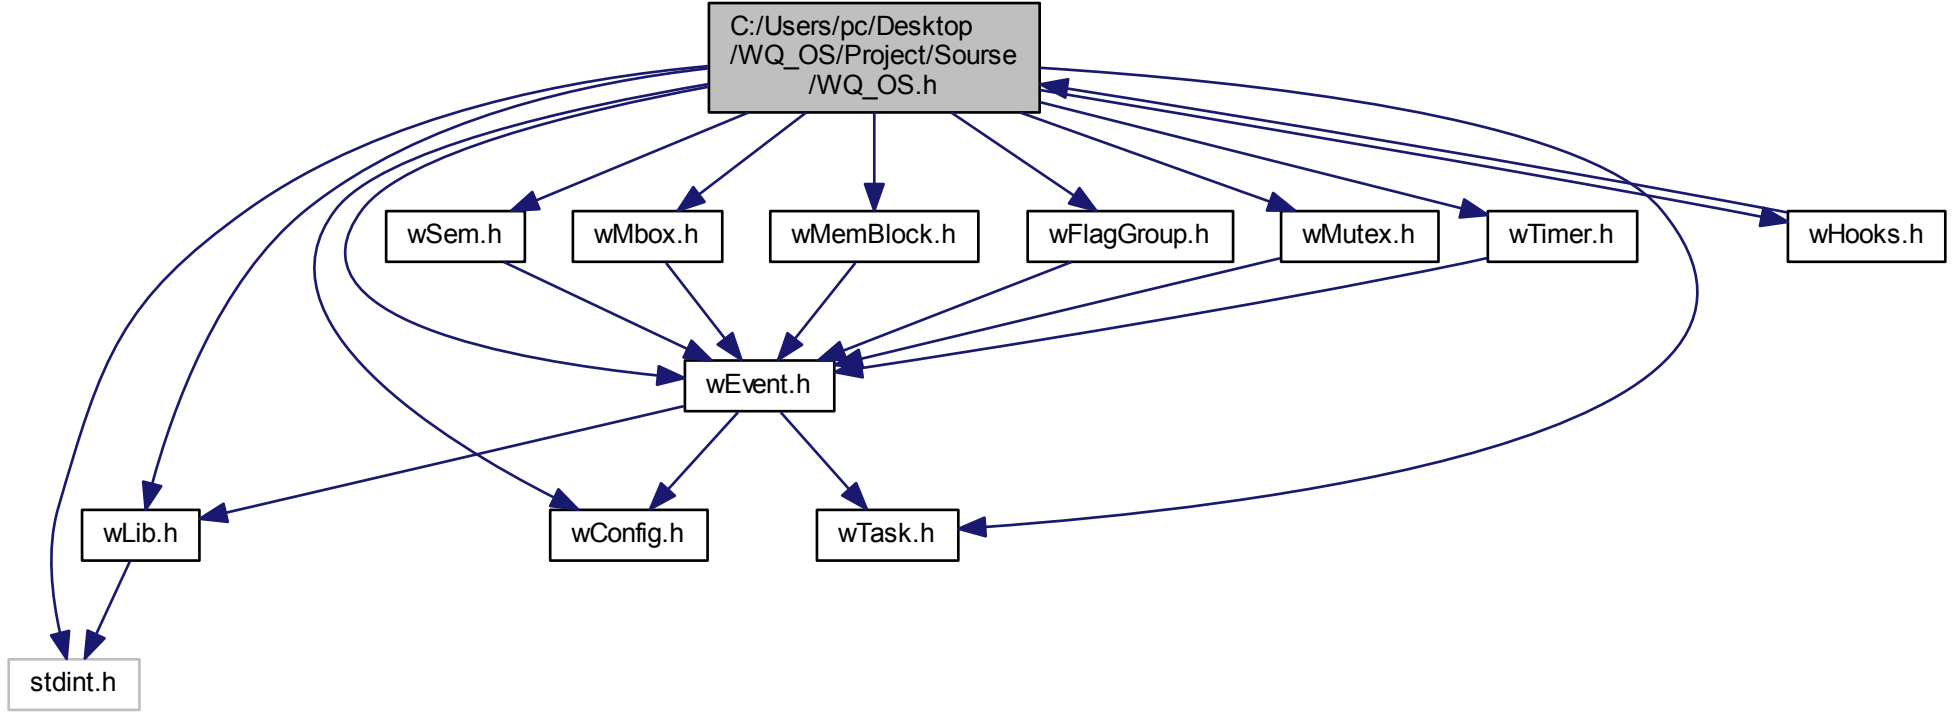 C:/Users/pc/Desktop
/WQ_OS/Project/Sourse
/WQ_OS.h
wSem.h
wMbox.h
wMemBlock.h
wFlagGroup.h
wMutex.h
wTimer.h
wHooks.h
wEvent.h
wLib.h
wConfig.h
wTask.h
stdint.h